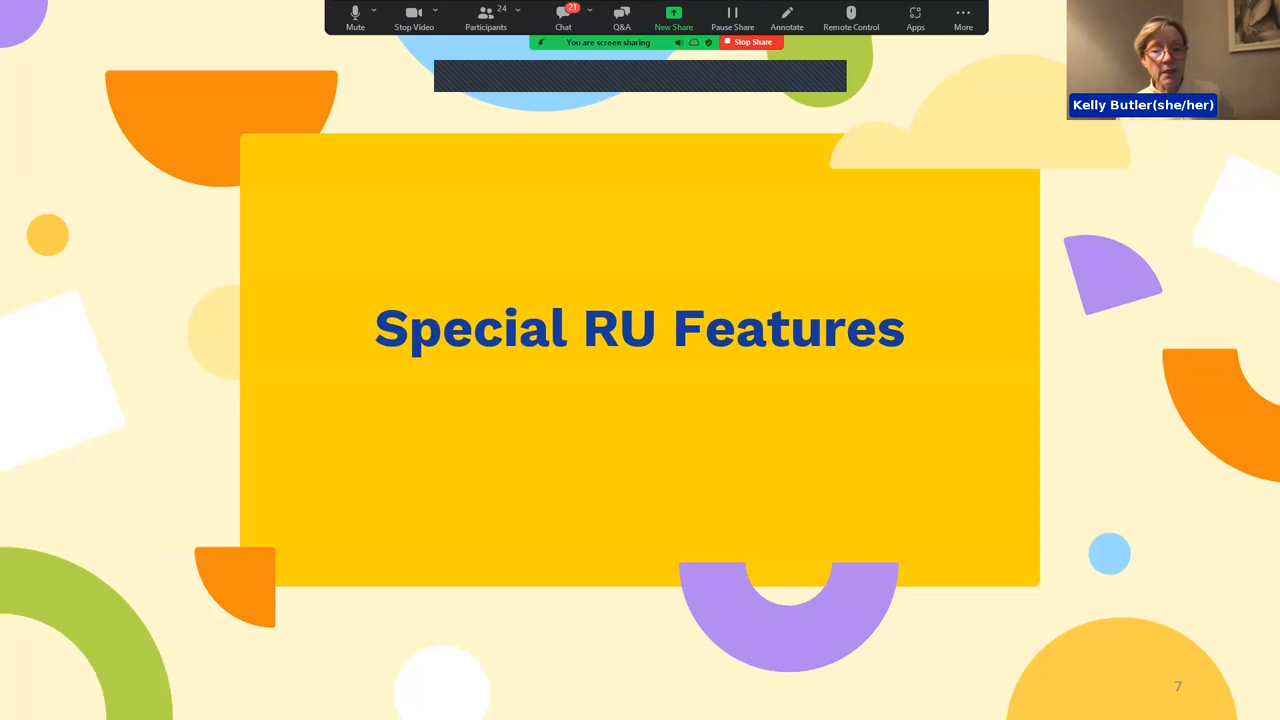 24
21
Mute
Stop Video
Participants
Chat
Q&A
New Share
Pause Share
Annotate
Remote Control
Apps
More
You are screen sharing
Stop Share
Kelly Butler(she/her)
Special RU Features
7